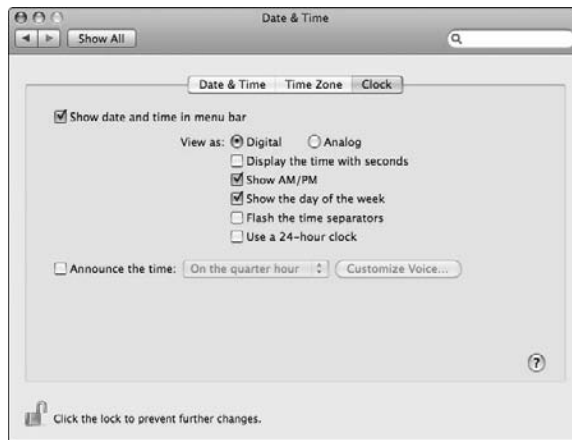 Date & Time
Show All
Date & Time Time Zone Clock
Show date and time in menu bar
View as: Digital Analog
Display the time with seconds
Show AM/PM
Show the day of the week
Flash the time separators
Use a 24-hour clock
Announce the time: On the quarter hour Customize Voice...
?
Click the lock to prevent further changes.